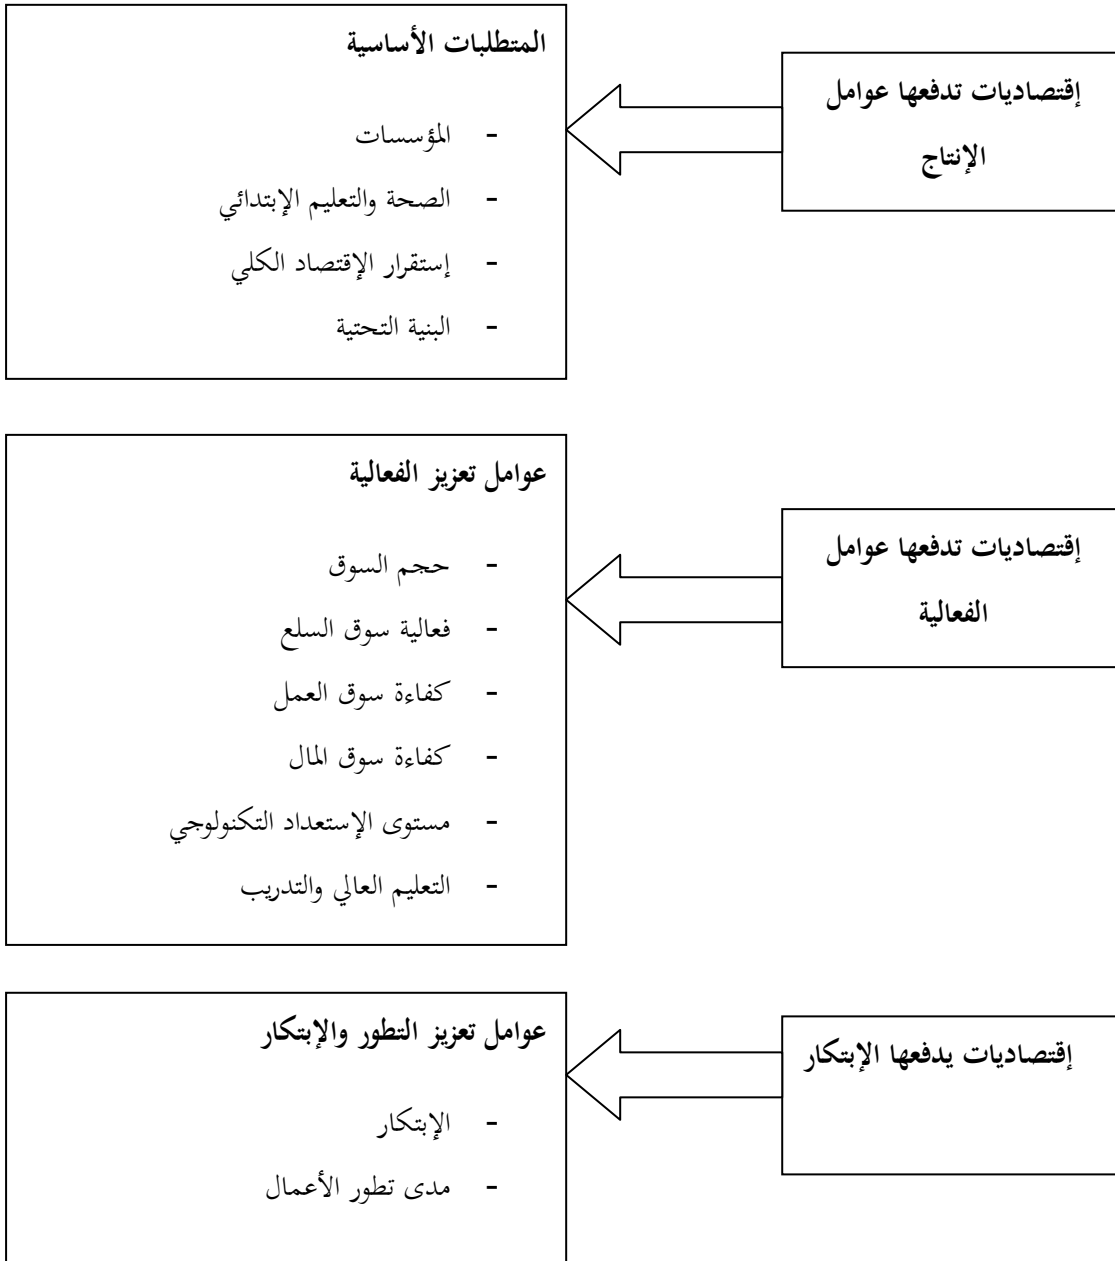 إقتصاديات تدفعها عوامل
الإنتاج
المتطلبات الأساسية
- المؤسسات
- الصحة والتعليم الإبتدائي
- إستقرار الإقتصاد الكلي
- البنية التحتية
إقتصاديات تدفعها عوامل
الفعالية
عوامل تعزيز الفعالية
- حجم السوق
- فعالية سوق السلع
- كفاءة سوق العمل
- كفاءة سوق المال
- مستوى الإستعداد التكنولوجي
- التعليم العالي والتدريب
إقتصاديات يدفعها الإبتكار
عوامل تعزيز التطور والإبتكار
- الإبتكار
- مدى تطور الأعمال